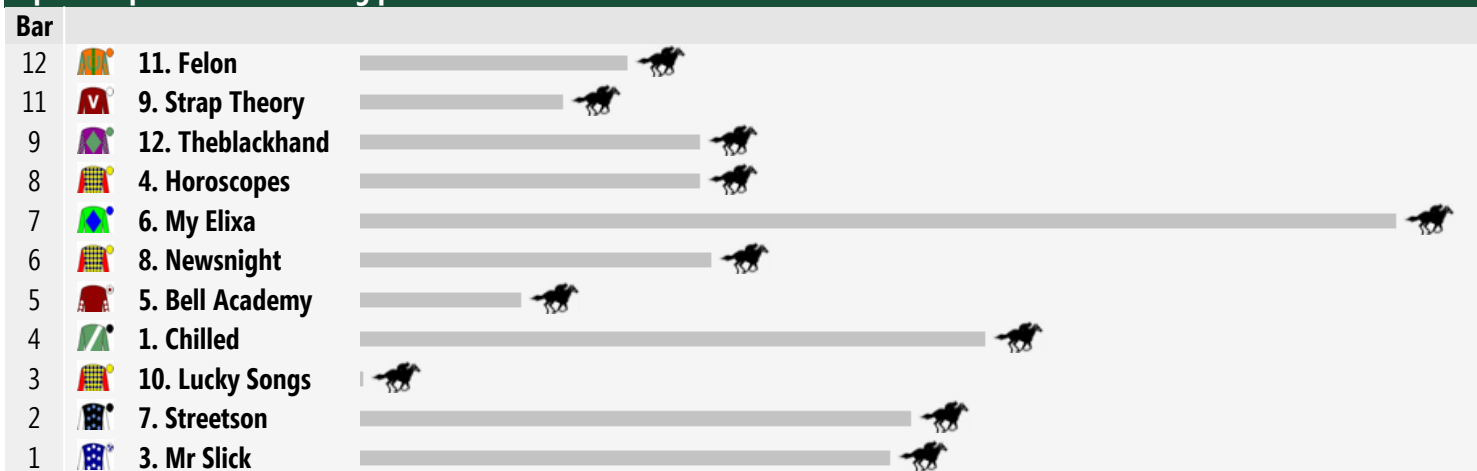 Bar
12 11. Felon
11 V 9. Strap Theory
9 12. Theblackhand
8 4. Horoscopes
7 6. My Elixa
6 8. Newsnight
5 5. Bell Academy
4 1. Chilled
3 10. Lucky Songs
2 7. Streetson
1 3. Mr Slick